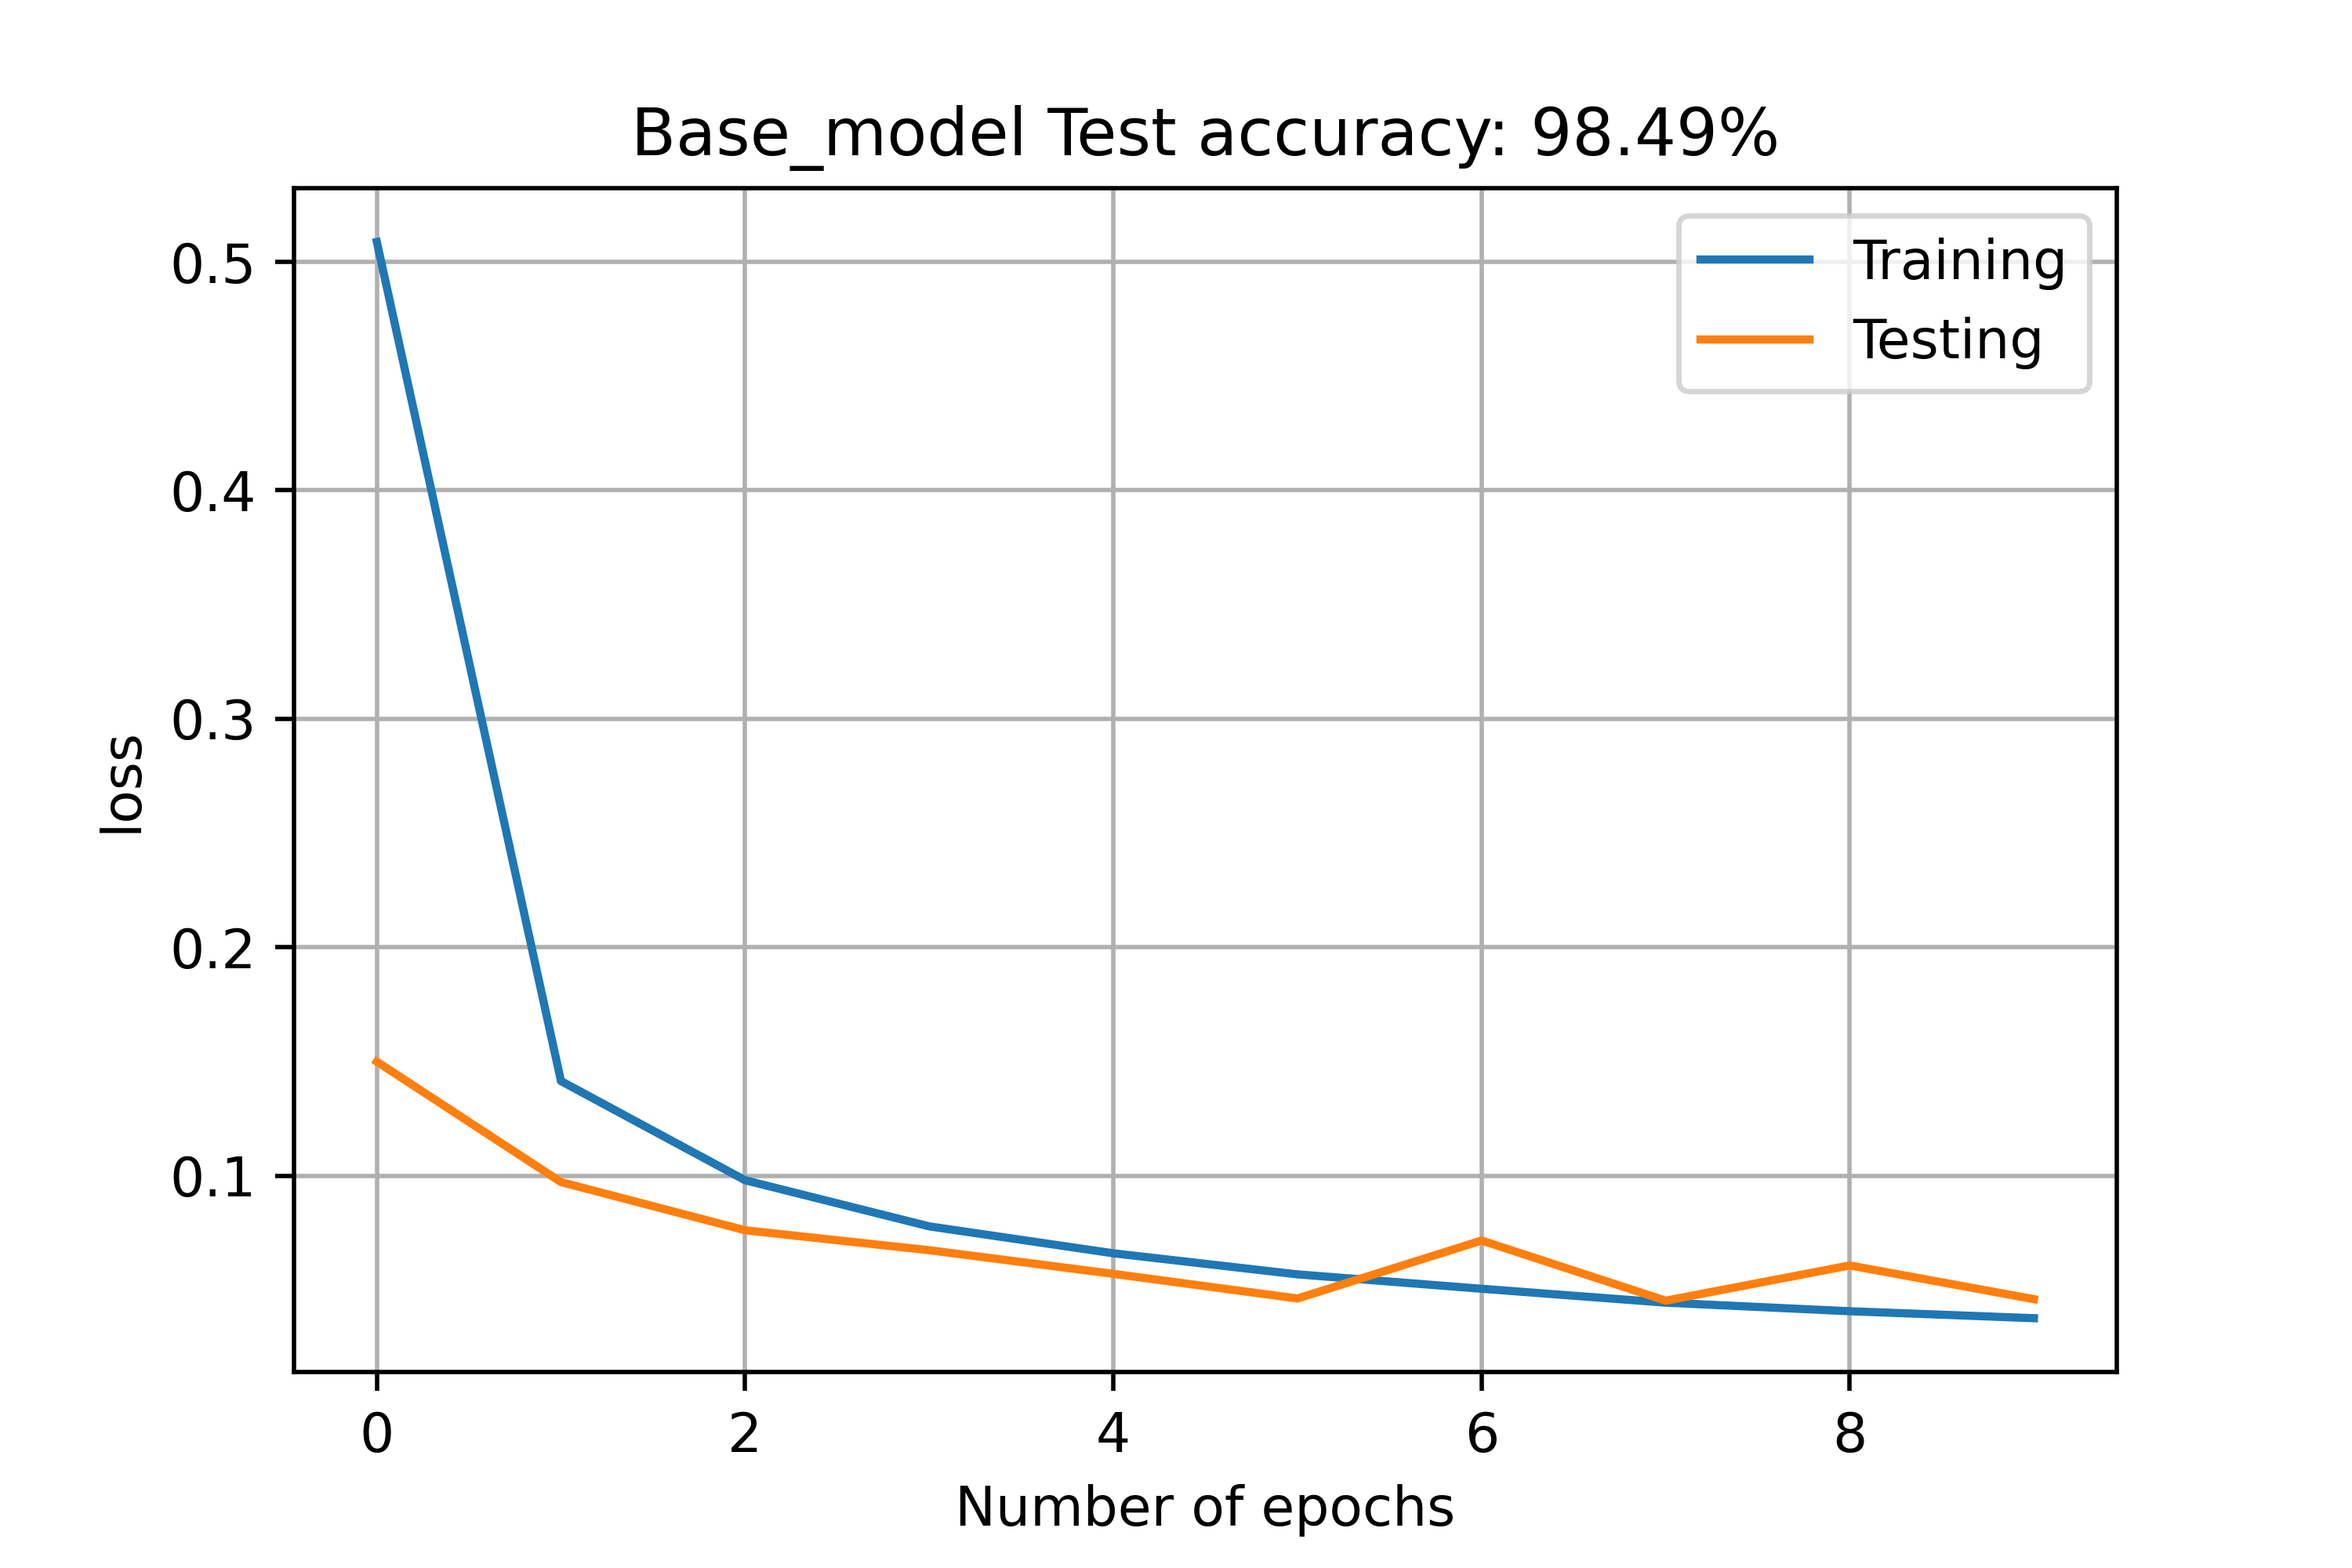 Base_model Test accuracy: 98.49%
Training
Testing
0.5
0.4
0.3
0.2
0.1
loss
0 2 4 6 8
Number of epochs